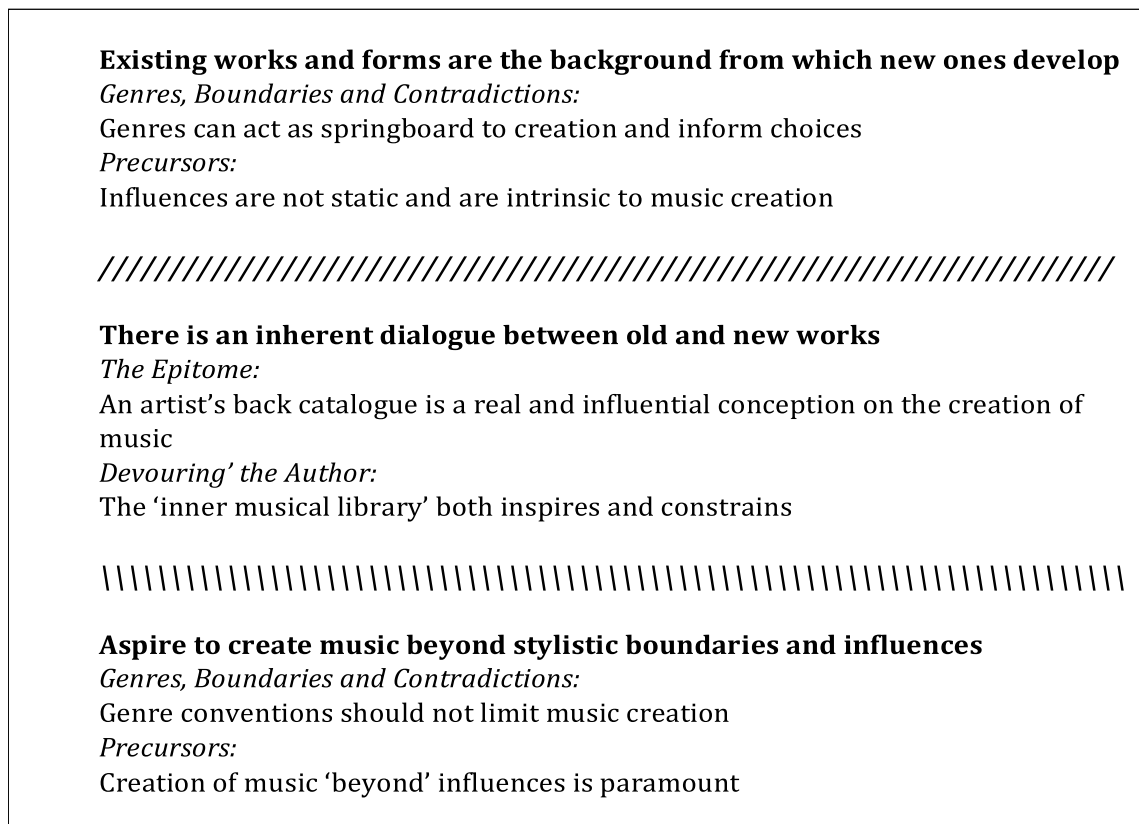 Existing works and forms are the background from which new ones develop
Genres, Boundaries and Contradictions:
Genres can act as springboard to creation and inform choices
Precursors:
Influences are not static and are intrinsic to music creation
////////////////////////////////////////////////////////////////////////
There is an inherent dialogue between old and new works
The Epitome:
An artist’s back catalogue is a real and influential conception on the creation of
music
Devouring’ the Author:
The ‘inner musical library’ both inspires and constrains
\\\\\\\\\\\\\\\\\\\\\\\\\\\\\\\\\\\\\\\\\\\\\\\\\\\\\\\\\\\\\\\\\\\\\\\\
Aspire to create music beyond stylistic boundaries and influences
Genres, Boundaries and Contradictions:
Genre conventions should not limit music creation
Precursors:
Creation of music ‘beyond’ influences is paramount